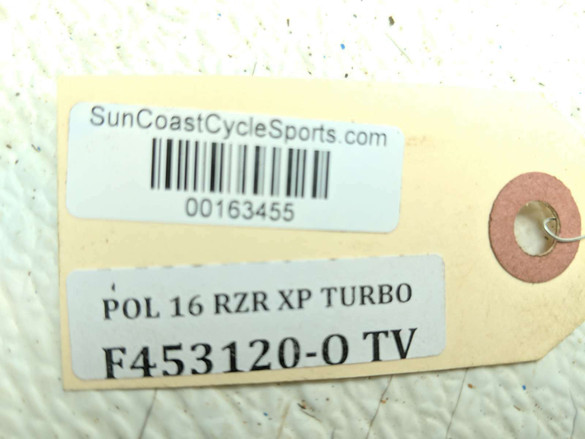 SunCoastCycleSports.com
00163455
POL 16 RZR XP TURBO
F453120-O TV